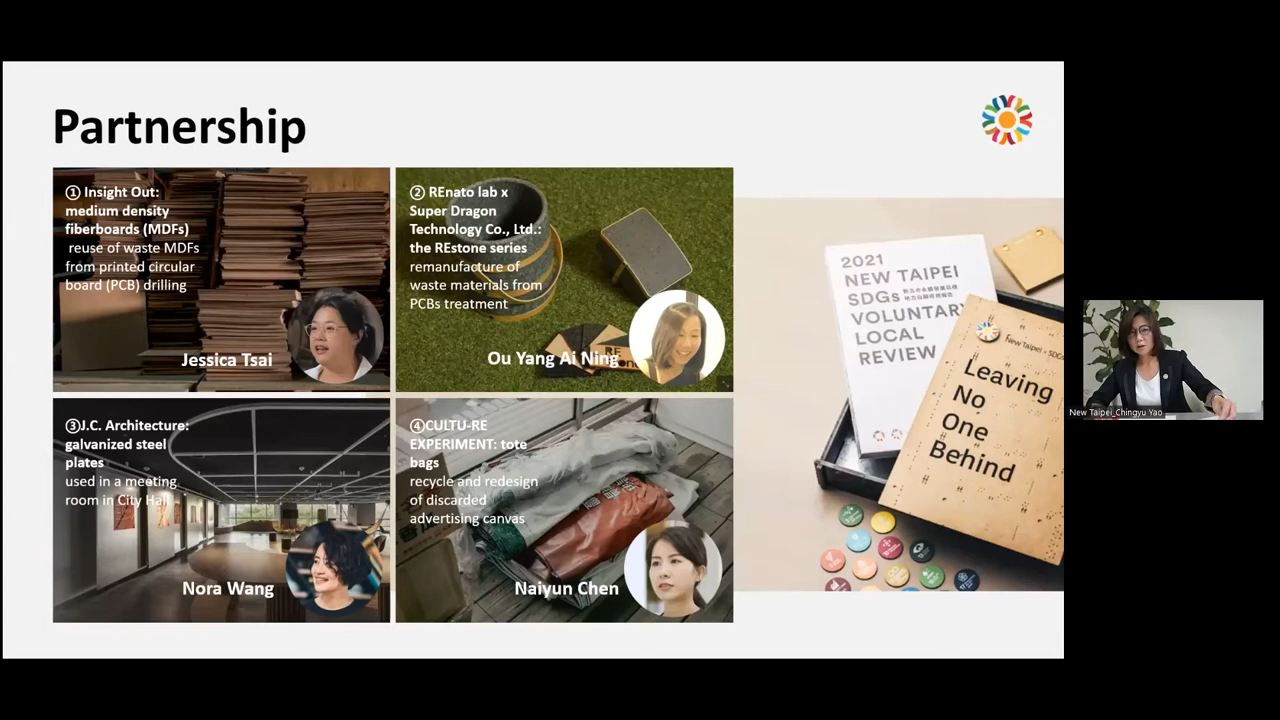 Partnership
① Insight Out:
medium density
fiberboards (MDFs)
reuse of waste MDFs
from printed circular
board (PCB) drilling
Jessica Tsai
② REnato lab x
Super Dragon
Technology Co., Ltd.:
the REstone series
remanufacture of
waste materials from
PCBs treatment
Ou Yang Ai Ning
③J.C. Architecture:
galvanized steel
plates
used in a meeting
room in City Hall
Nora Wang
④CULTU-RE
EXPERIMENT: tote
bags
recycle and redesign
of discarded
advertising canvas
Naiyun Chen
2021
NEW TAIPEI
SDGs
VOLUNTARY
LOCAL
REVIEW
Leaving
No
One
Behind
New Taipei_Chingyu Yao